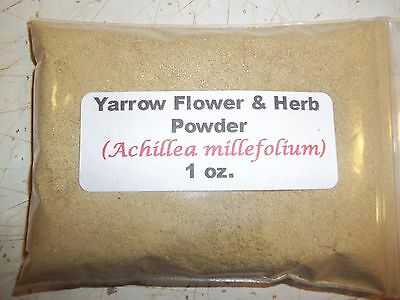 Yarrow Flower & Herb
Powder
(Achillea millefolium)
1 oz.